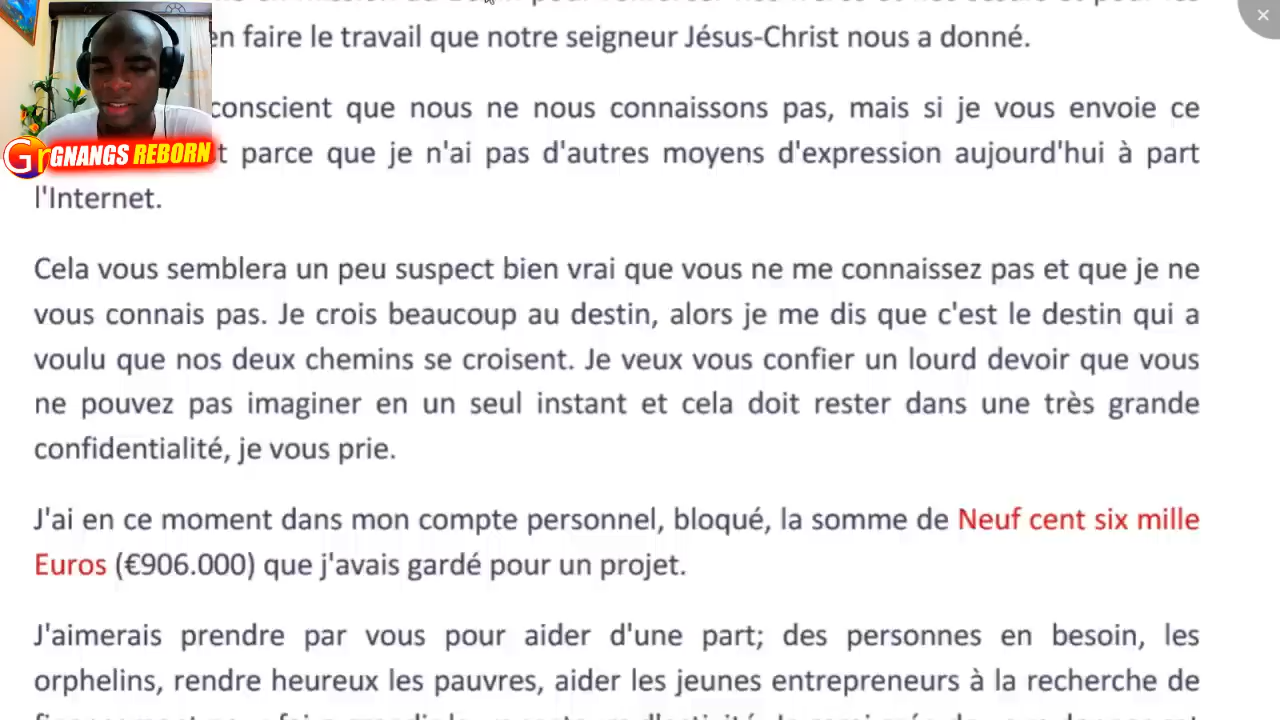 en faire le travail que notre seigneur Jésus-Christ nous a donné.
conscient que nous ne nous connaissons pas, mais si je vous envoie ce
Gr GNANGS REBORN
t parce que je n'ai pas d'autres moyens d'expression aujourd'hui à part
l'Internet.
Cela vous semblera un peu suspect bien vrai que vous ne me connaissez pas et que je ne
vous connais pas. Je crois beaucoup au destin, alors je me dis que c'est le destin qui a
voulu que nos deux chemins se croisent. Je veux vous confier un lourd devoir que vous
ne pouvez pas imaginer en un seul instant et cela doit rester dans une très grande
confidentialité, je vous prie.
J'ai en ce moment dans mon compte personnel, bloqué, la somme de Neuf cent six mille
Euros (€906.000) que j'avais gardé pour un projet.
J'aimerais prendre par vous pour aider d'une part; des personnes en besoin, les
orphelins, rendre heureux les pauvres, aider les jeunes entrepreneurs à la recherche de